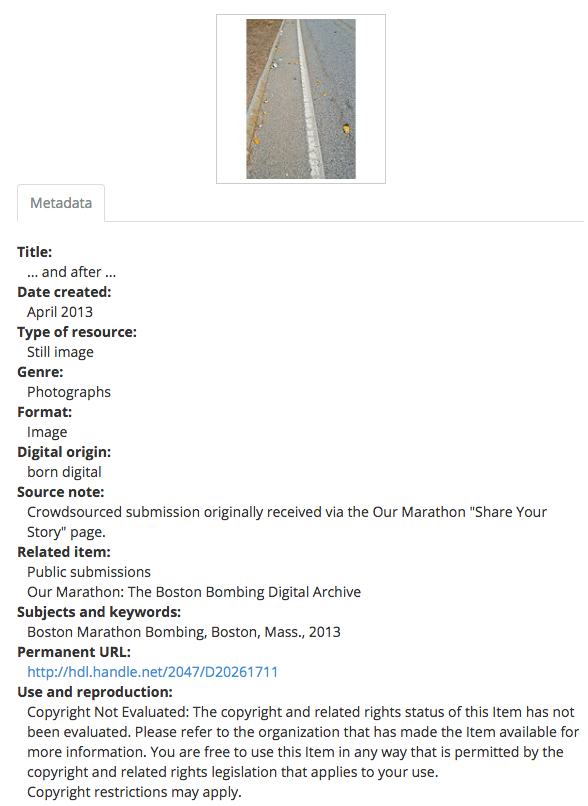 Metadata
Title:
... and after ...
Date created:
April 2013
Type of resource:
Still image
Genre:
Photographs
Format:
Image
Digital origin:
born digital
Source note:
Crowdsourced submission originally received via the Our Marathon "Share Your
Story" page.
Related item:
Public submissions
Our Marathon: The Boston Bombing Digital Archive
Subjects and keywords:
Boston Marathon Bombing, Boston, Mass., 2013
Permanent URL:
http://hdl.handle.net/2047/D20261711
Use and reproduction:
Copyright Not Evaluated: The copyright and related rights status of this Item has not
been evaluated. Please refer to the organization that has made the Item available for
more information. You are free to use this Item in any way that is permitted by the
copyright and related rights legislation that applies to your use.
Copyright restrictions may apply.